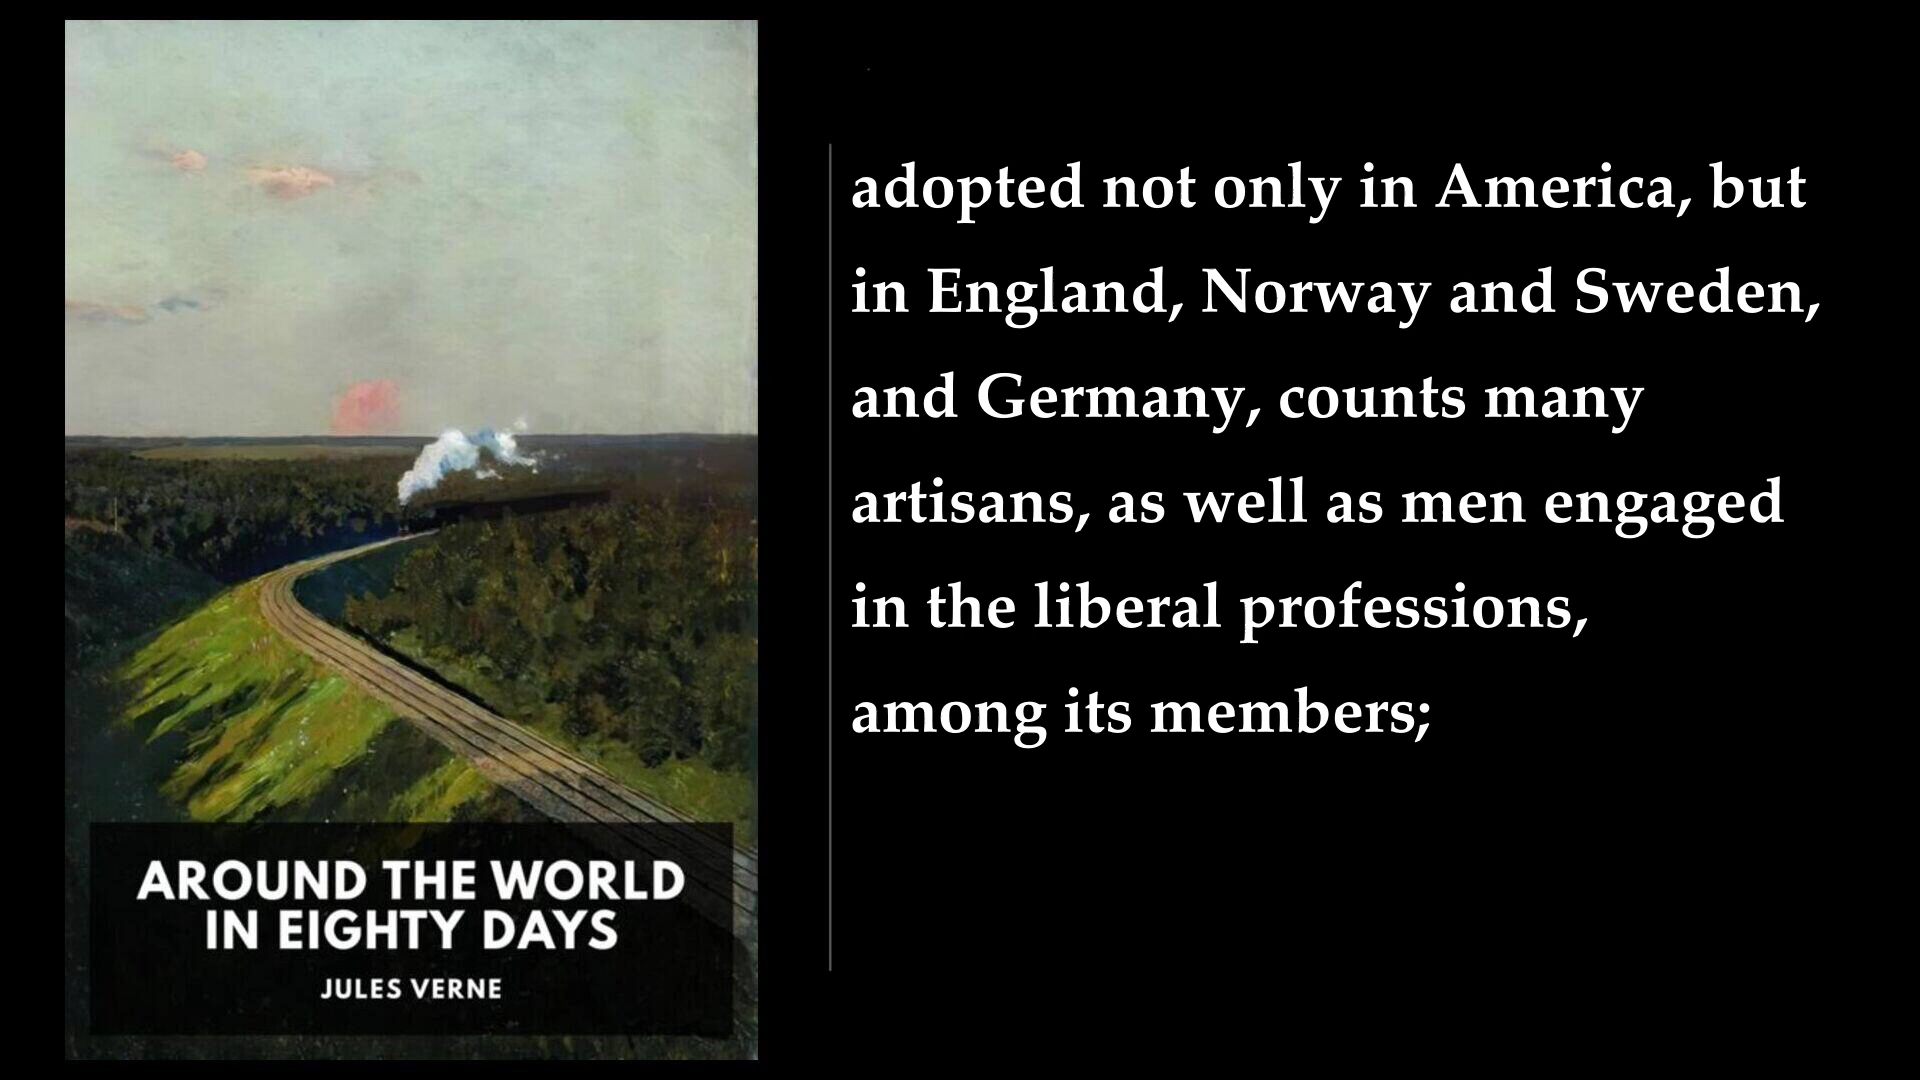 AROUND THE WORLD
IN EIGHTY DAYS
JULES VERNE
adopted not only in America, but
in England, Norway and Sweden,
and Germany, counts many
artisans, as well as men engaged
in the liberal professions,
among its members;